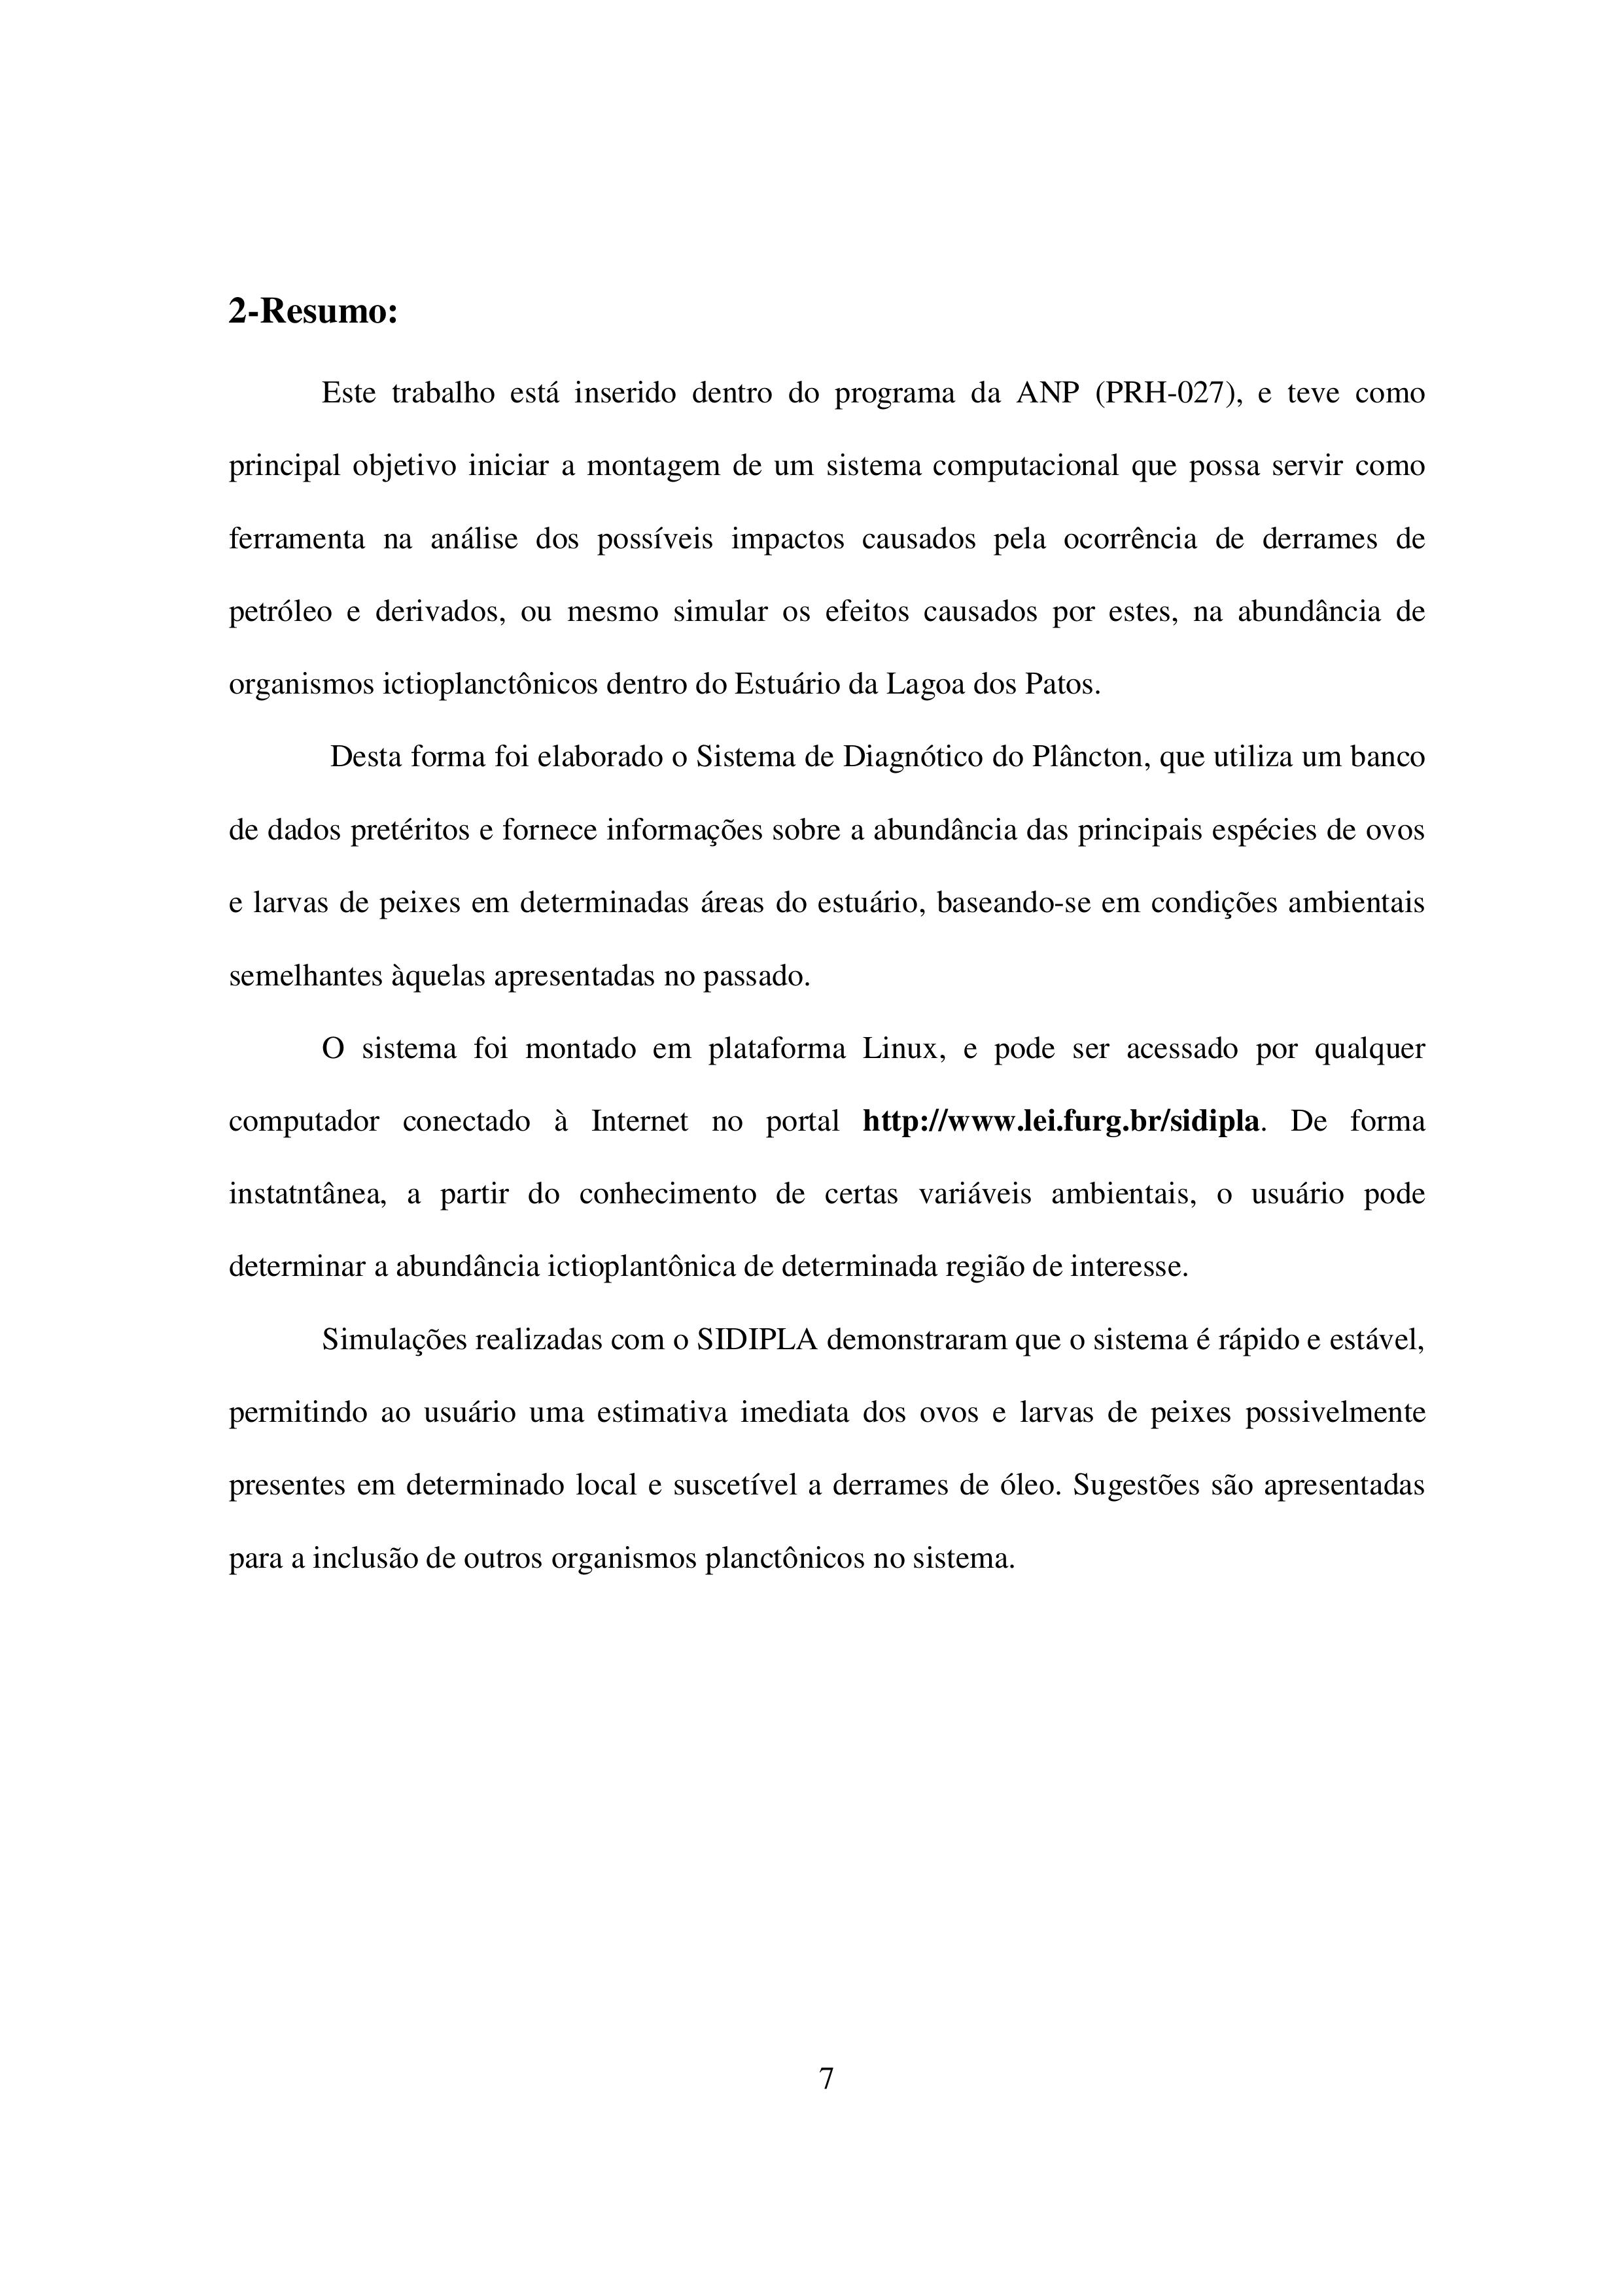 2-Resumo:
Este trabalho está inserido dentro do programa da ANP (PRH-027), e teve como
principal objetivo iniciar a montagem de um sistema computacional que possa servir como
ferramenta na análise dos possíveis impactos causados pela ocorrência de derrames de
petróleo e derivados, ou mesmo simular os efeitos causados por estes, na abundância de
organismos ictioplanctônicos dentro do Estuário da Lagoa dos Patos.
Desta forma foi elaborado o Sistema de Diagnótico do Plâncton, que utiliza um banco
de dados pretéritos e fornece informações sobre a abundância das principais espécies de ovos
e larvas de peixes em determinadas áreas do estuário, baseando-se em condições ambientais
semelhantes àquelas apresentadas no passado.
O sistema foi montado em plataforma Linux, e pode ser acessado por qualquer
computador conectado à Internet no portal http://www.lei.furg.br/sidipla. De forma
instatntânea, a partir do conhecimento de certas variáveis ambientais, o usuário pode
determinar a abundância ictioplantônica de determinada região de interesse.
Simulações realizadas com o SIDIPLA demonstraram que o sistema é rápido e estável,
permitindo ao usuário uma estimativa imediata dos ovos e larvas de peixes possivelmente
presentes em determinado local e suscetível a derrames de óleo. Sugestões são apresentadas
para a inclusão de outros organismos planctônicos no sistema.
7